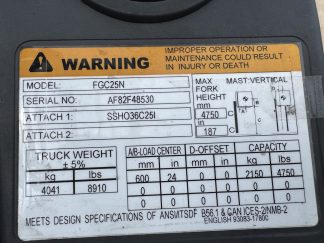 WARNING
IMPROPER OPERATION OR
MAINTENANCE COULD RESULT
IN INJURY OR DEATH
MODEL: FGC25N
SERIAL NO: AF82F48530
ATTACH 1: SSHO36C25I
ATTACH 2:
MAX FORK HEIGHT
mm
4750
in
187
MAST:VERTICAL
TRUCK WEIGHT
± 5%
kg lbs
4041 8910
A/B-LOAD CENTER D-OFFSET CAPACITY
mm in mm in kg lbs
600 24 0 0 2150 4750
0 0 0 0 0 0
0 0 0 0 0 0
MEETS DESIGN SPECIFICATIONS OF ANSI/ITSDF B56.1 & CAN ICES-2/NMB-2
ENGLISH 93083-1780C